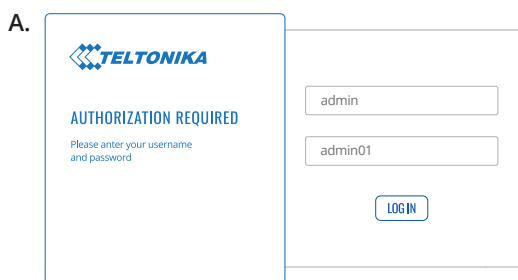 A.
TELTONIKA
AUTHORIZATION REQUIRED
Please anter your username
and password
admin
admin01
LOG IN